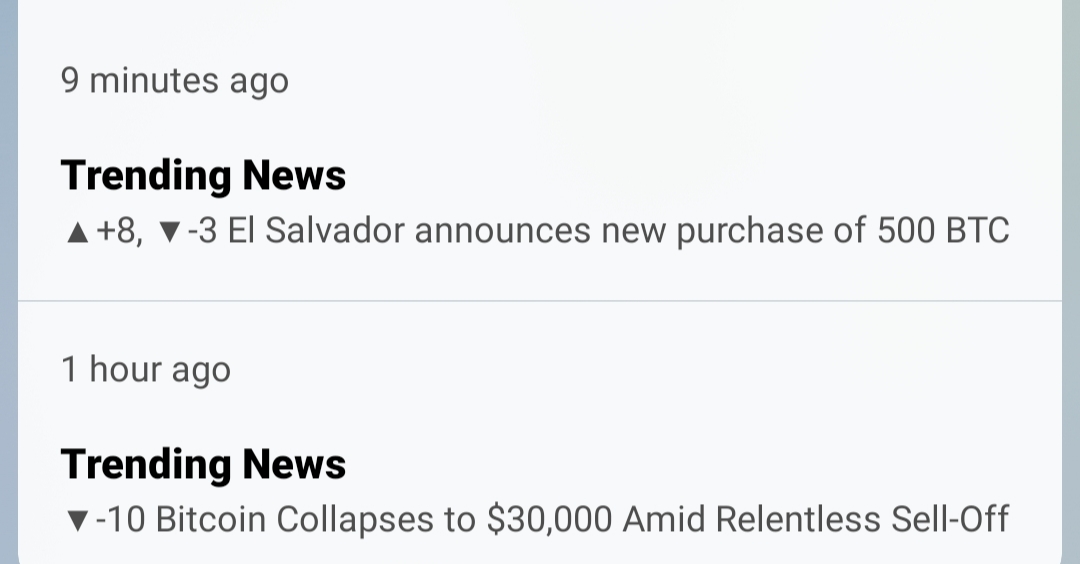 9 minutes ago
Trending News
▲+8, ▼-3 El Salvador announces new purchase of 500 BTC
1 hour ago
Trending News
▼-10 Bitcoin Collapses to $30,000 Amid Relentless Sell-Off